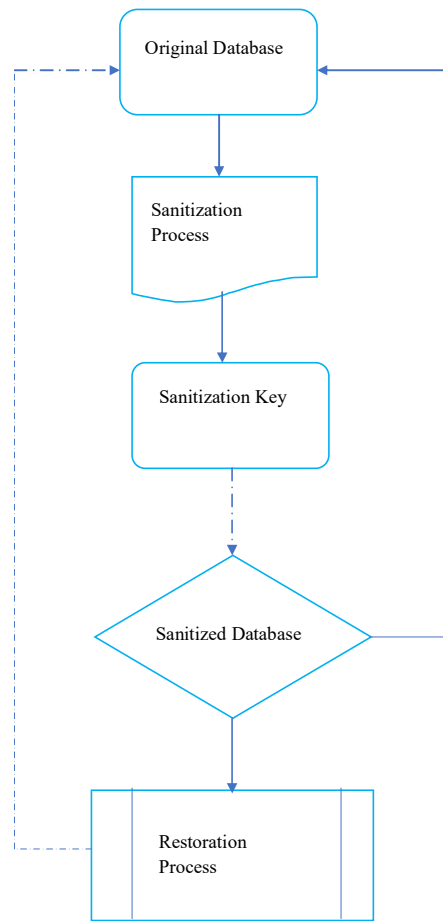 Original Database
Sanitization
Process
Sanitization Key
Sanitized Database
Restoration
Process